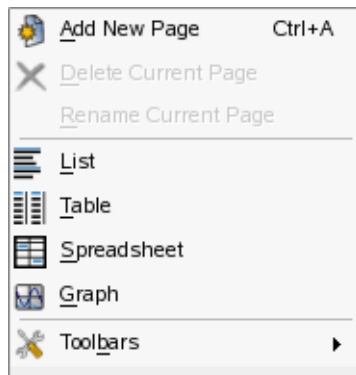 Add New Page Ctrl+A
Delete Current Page
Rename Current Page
List
Table
Spreadsheet
Graph
Toolbars